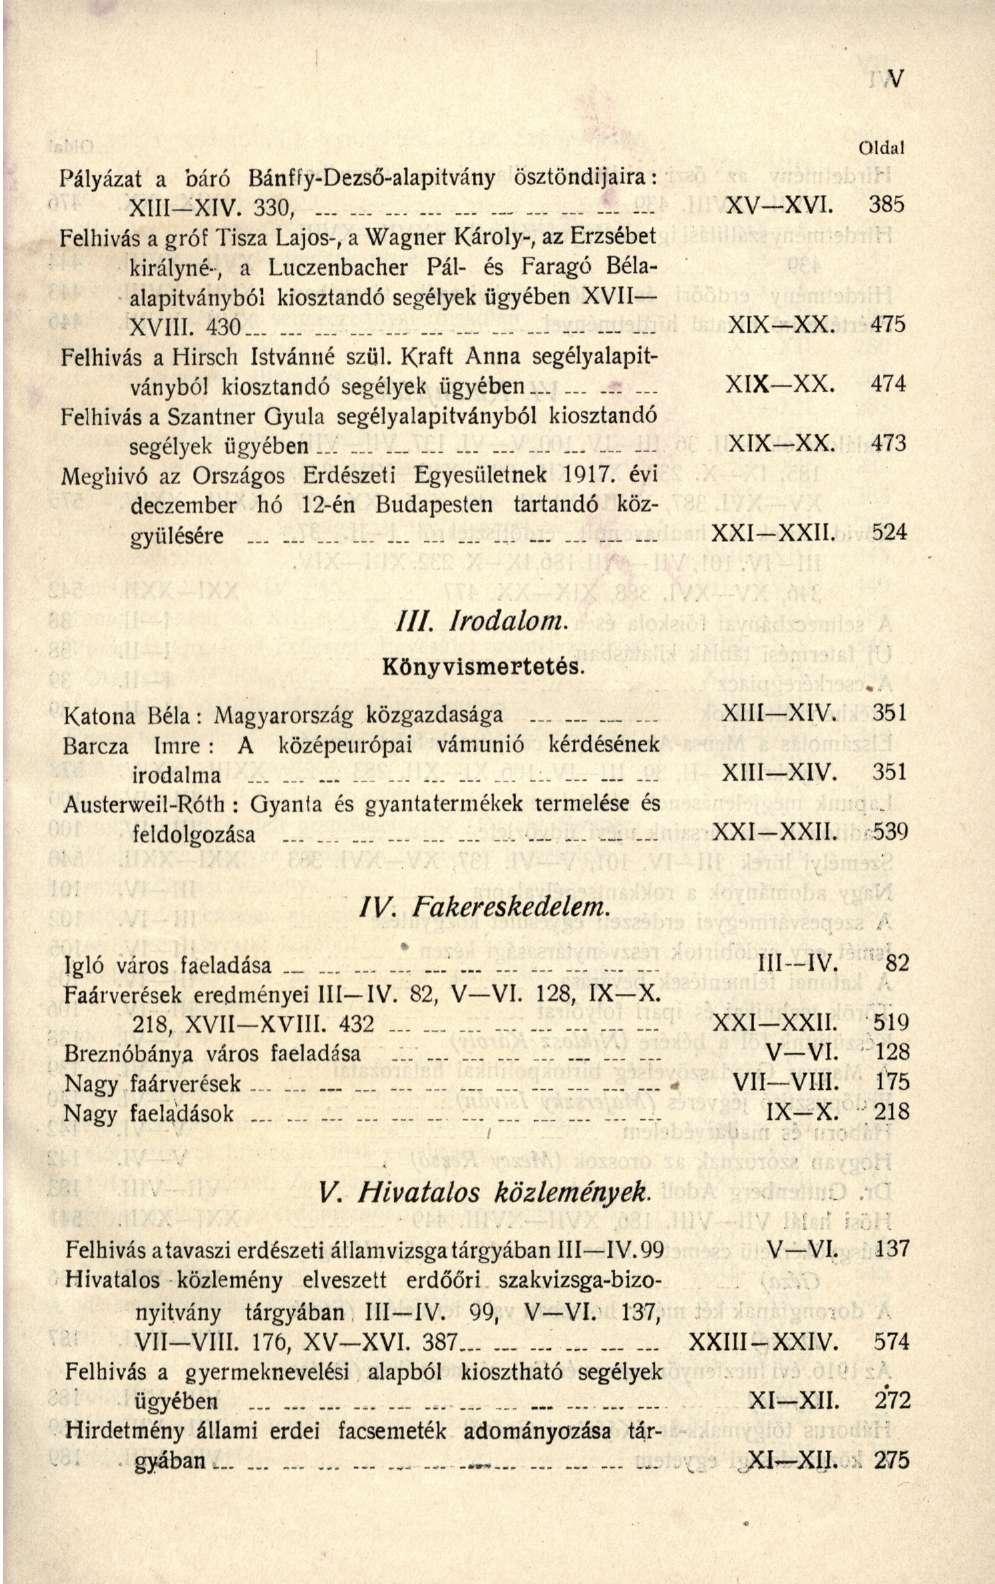 V
Oldal
Pályázat a báró Bánffy-Dezső-alapitvány ösztöndijaira:
XIII—XIV. 330, ... XV—XVI. 385
Felhivás a gróf Tisza Lajos-, a Wagner Károly-, az Erzsébet
királyné-, a Luczenbacher Pál- és Faragó Béla-
alapitványból kiosztandó segélyek ügyében XVII—
XVIII. 430 ... XIX—XX. 475
Felhivás a Hirsch Istvánné szül. Kraft Anna segélyalapit-
ványból kiosztandó segélyek ügyében ... XIX—XX. 474
Felhivás a Szantner Gyula segélyalapitványból kiosztandó
segélyek ügyében ... XIX—XX. 473
Meghivó az Országos Erdészeti Egyesületnek 1917. évi
deczember hó 12-én Budapesten tartandó köz-
gyülésére ... XXI—XXII. 524
III. Irodalom.
Könyvismertetés.
Katona Béla: Magyarország közgazdasága ... XIII—XIV. 351
Barcza Imre: A középeurópai vámunió kérdésének
irodalma ... XIII—XIV. 351
Austerweil-Róth: Gyanta és gyantatermékek termelése és
feldolgozása ... XXI—XXII. 539
IV. Fakereskedelem.
Igló város faeladása ... III—IV. 82
Faárverések eredményei III—IV. 82, V—VI. 128, IX—X.
218, XVII—XVIII. 432 ... XXI—XXII. 519
Breznóbánya város faeladása ... V—VI. 128
Nagy faárverések ... VII—VIII. 175
Nagy faeladások ... IX—X. 218
V. Hivatalos közlemények.
Felhivás a tavaszi erdészeti államvizsga tárgyában III—IV. 99 V—VI. 137
Hivatalos közlemény elveszett erdőőri szakvizsga-bizo-
nyitvány tárgyában III—IV. 99, V—VI. 137,
VII—VIII. 176, XV—XVI. 387 ... XXIII—XXIV. 574
Felhivás a gyermeknevelési alapból kiosztható segélyek
ügyében ... XI—XII. 272
Hirdetmény állami erdei facsemeték adományozása tár-
gyában ... XI—XII. 275